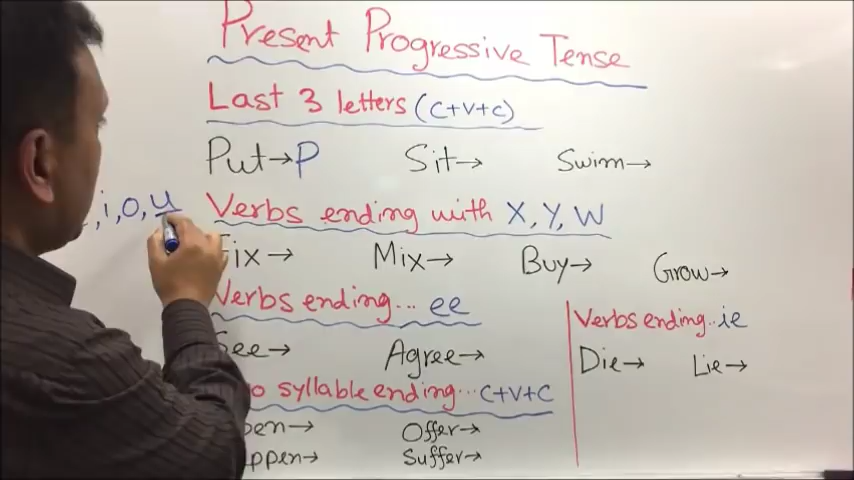 Present Progressive Tense
Last 3 letters (C+V+C)
Put→P Sit→ Swim→
, i, o, u
Verbs ending with X, Y, W
Fix→ Mix→ Buy→ Grow→
Verbs ending... ee
See→ Agree→
Verbs ending.. ie
Die→ Lie→
syllable ending... C+V+C
Offer→
Suffer→